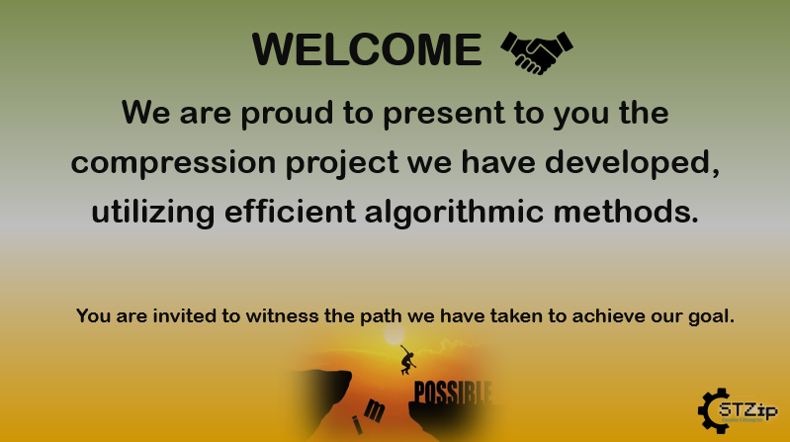 WELCOME
We are proud to present to you the
compression project we have developed,
utilizing efficient algorithmic methods.
You are invited to witness the path we have taken to achieve our goal.
POSSIBLE
i m
STZip